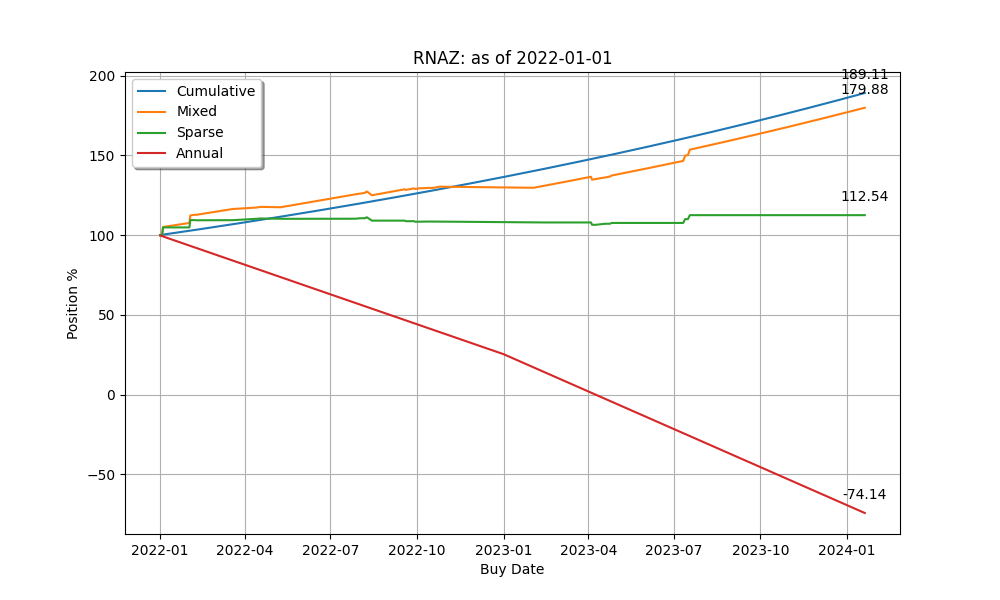 RNAZ: as of 2022-01-01
200
150
100
50
0
−50
Position %
Cumulative
Mixed
Sparse
Annual
189.11
179.88
112.54
-74.14
2022-01 2022-04 2022-07 2022-10 2023-01 2023-04 2023-07 2023-10 2024-01
Buy Date